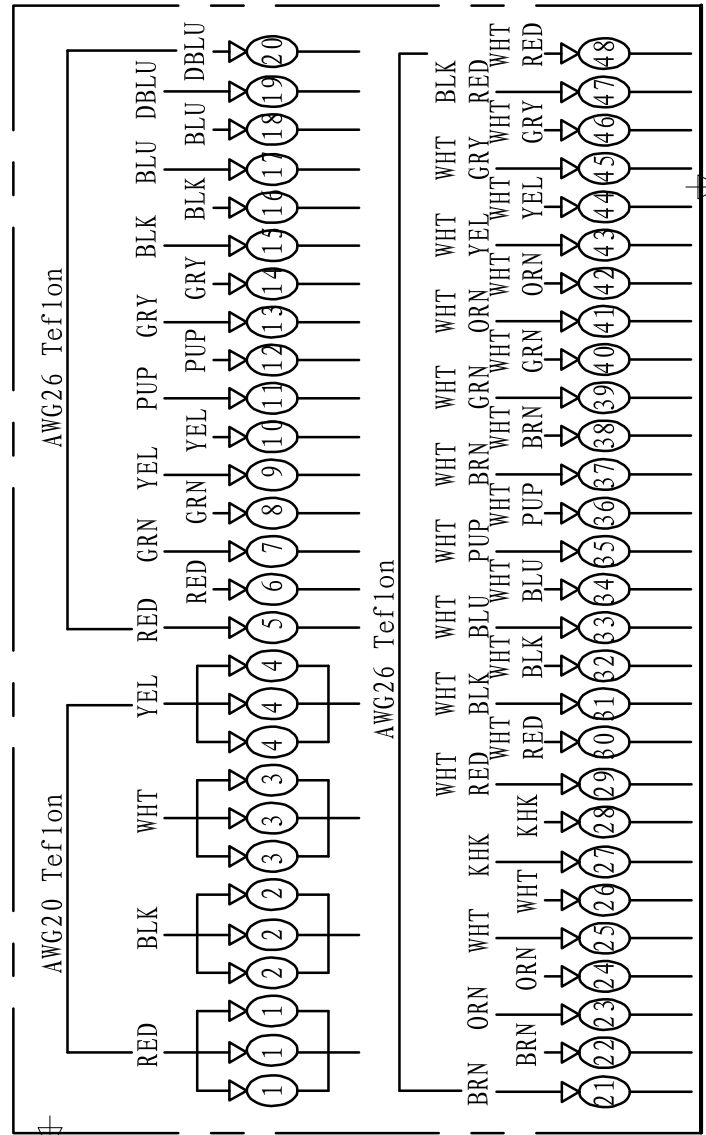 AWG20 Teflon AWG26 Teflon
RED BLK WHT YEL RED GRN YEL PUP GRY BLK BLU DBLU
RED GRN YEL PUP GRY BLK BLU DBLU
1 1 1 2 2 2 3 3 3 4 4 4 5 6 7 8 9 10 11 12 13 14 15 16 17 18 19 20
AWG26 Teflon
WHT WHT WHT WHT WHT WHT WHT WHT WHT BLK
BRN ORN WHT KHK RED BLK BLU PUP BRN GRN ORN YEL GRY RED
WHT WHT WHT WHT WHT WHT WHT WHT WHT WHT
BRN ORN WHT KHK RED BLK BLU PUP BRN GRN ORN YEL GRY RED
21 22 23 24 25 26 27 28 29 30 31 32 33 34 35 36 37 38 39 40 41 42 43 44 45 46 47 48